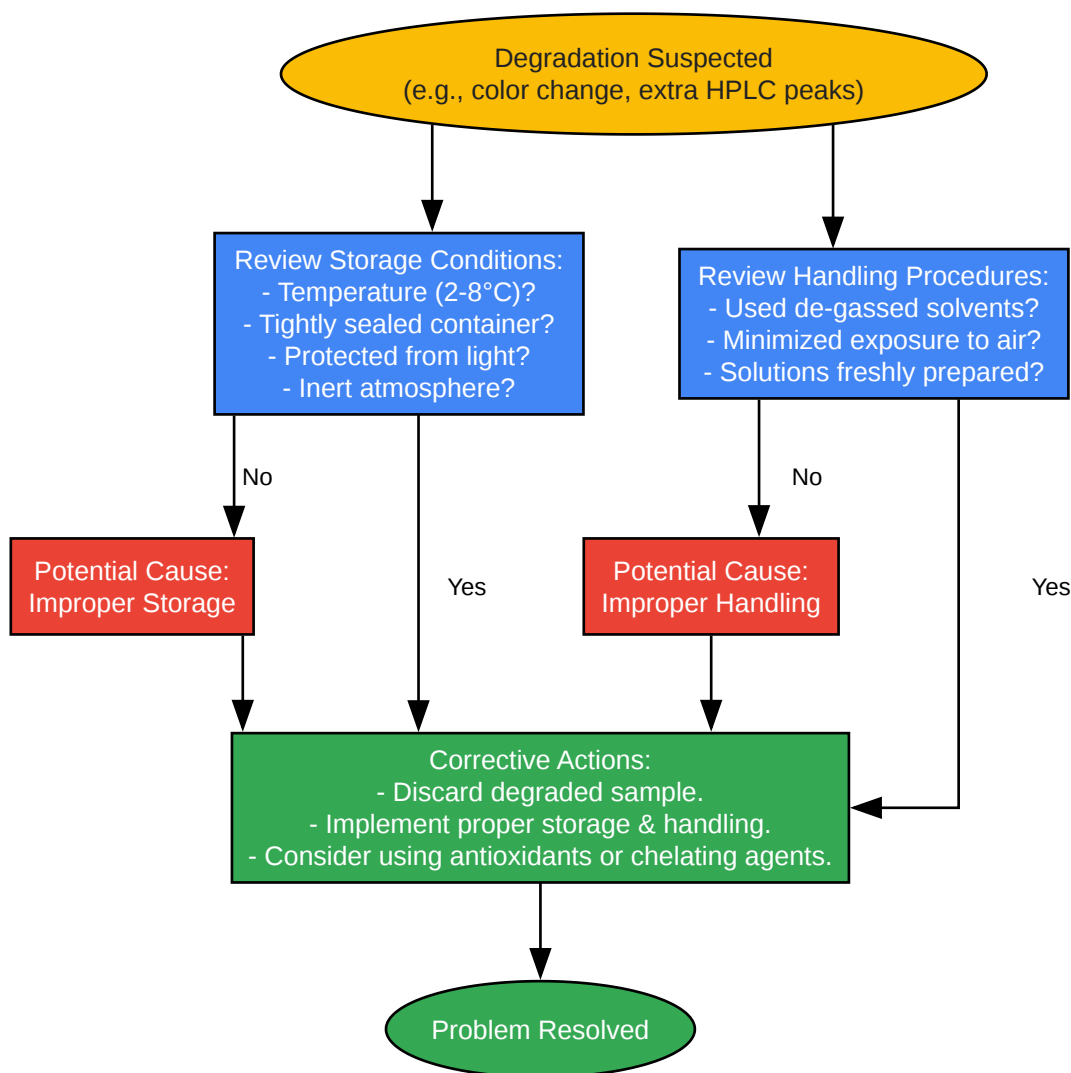 Degradation Suspected
(e.g., color change, extra HPLC peaks)
Review Storage Conditions:
- Temperature (2-8°C)?
- Tightly sealed container?
- Protected from light?
- Inert atmosphere?
Review Handling Procedures:
- Used de-gassed solvents?
- Minimized exposure to air?
- Solutions freshly prepared?
No
No
Potential Cause:
Improper Storage
Yes
Potential Cause:
Improper Handling
Yes
Corrective Actions:
- Discard degraded sample.
- Implement proper storage & handling.
- Consider using antioxidants or chelating agents.
Problem Resolved